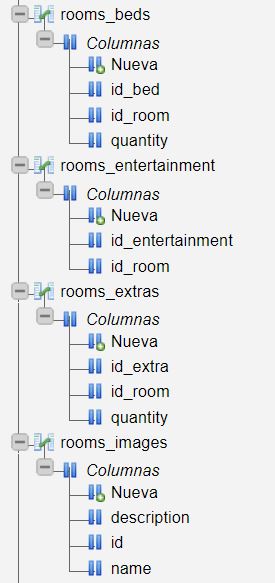 rooms_beds
Columnas
Nueva
id_bed
id_room
quantity
rooms_entertainment
Columnas
Nueva
id_entertainment
id_room
rooms_extras
Columnas
Nueva
id_extra
id_room
quantity
rooms_images
Columnas
Nueva
description
id
name